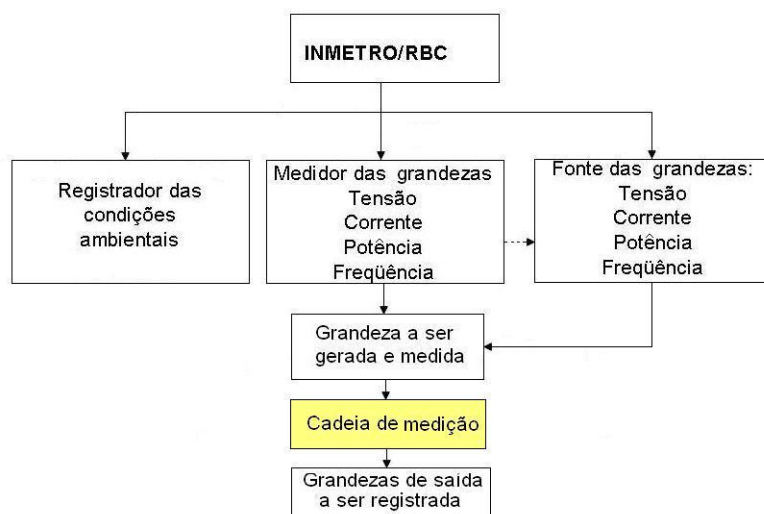 INMETRO/RBC
Registrador das
condições
ambientais
Medidor das grandezas
Tensão
Corrente
Potência
Freqüência
Fonte das grandezas:
Tensão
Corrente
Potência
Freqüência
Grandeza a ser
gerada e medida
Cadeia de medição
Grandezas de saída
a ser registrada